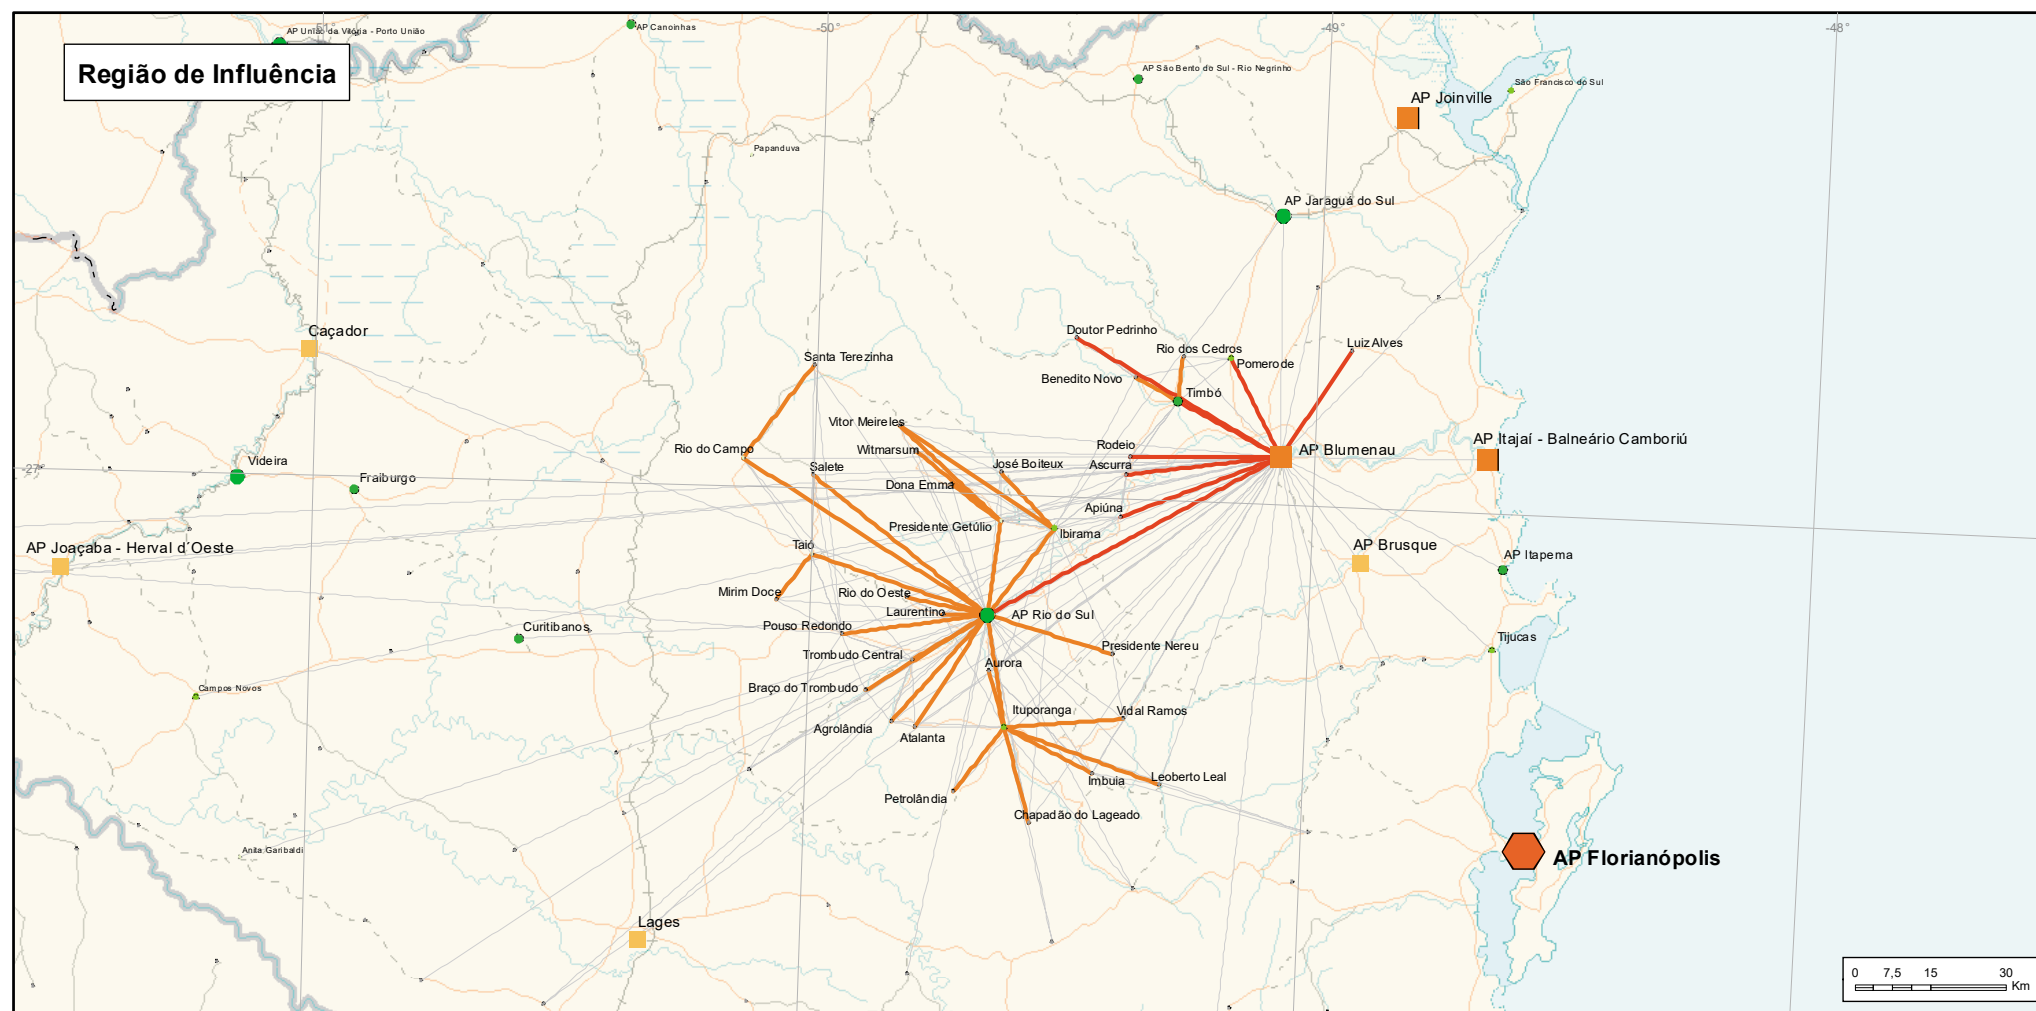 -51°
-50°
-49°
-48°
AP União da Vitória - Porto União
AP Canoinhas
Região de Influência
AP São Bento do Sul - Rio Negrinho
São Francisco do Sul
AP Joinville
Papanduva
AP Jaraguá do Sul
Caçador
Doutor Pedrinho
Luiz Alves
Rio dos Cedros
Santa Terezinha
Pomerode
Benedito Novo
Timbó
Vitor Meireles
AP Itajaí - Balneário Camboriú
Rodeio
Rio do Campo
Witmarsum
AP Blumenau
Videira
Salete
José Boiteux
Ascurra
-27°
Fraiburgo
Dona Emma
Apiúna
Presidente Getúlio
Ibirama
AP Joaçaba - Herval d´Oeste
Taió
AP Brusque
AP Itapema
Mirim Doce
Rio do Oeste
Laurentino
AP Rio do Sul
Curitibanos
Pouso Redondo
Tijucas
Presidente Nereu
Trombudo Central
Aurora
Campos Novos
Braço do Trombudo
Ituporanga
Vidal Ramos
Agrolândia
Atalanta
Imbuia
Leoberto Leal
Petrolândia
Chapadão do Lageado
Anita Garibaldi
AP Florianópolis
Lages
0 7,5 15 30
Km